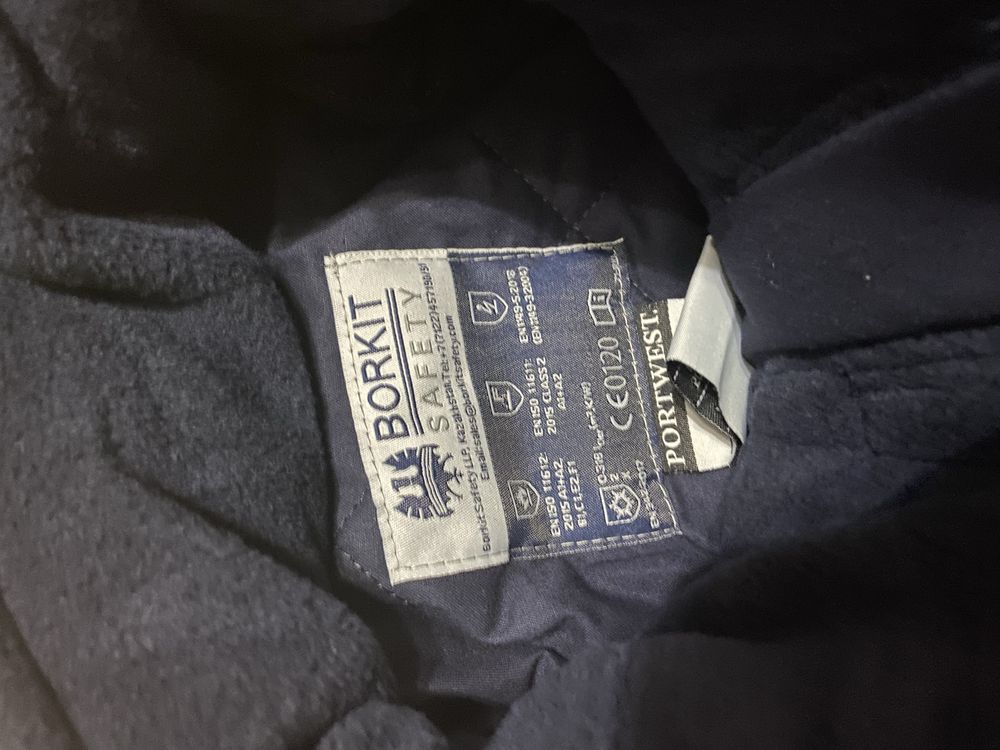 BORKIT
SAFETY
Borkit Safety LLP, Kazakhstan. Tel: +7(7122)457190/91
Email: sales@borkitsafety.com
EN ISO 11612:
2015 A1+A2,
B1, C1, E2, F1
EN ISO 11611:
2015 CLASS 2
A1+A2
EN1149-5:2018
(EN1149-3:2004)
CE 0120
PORTWEST.